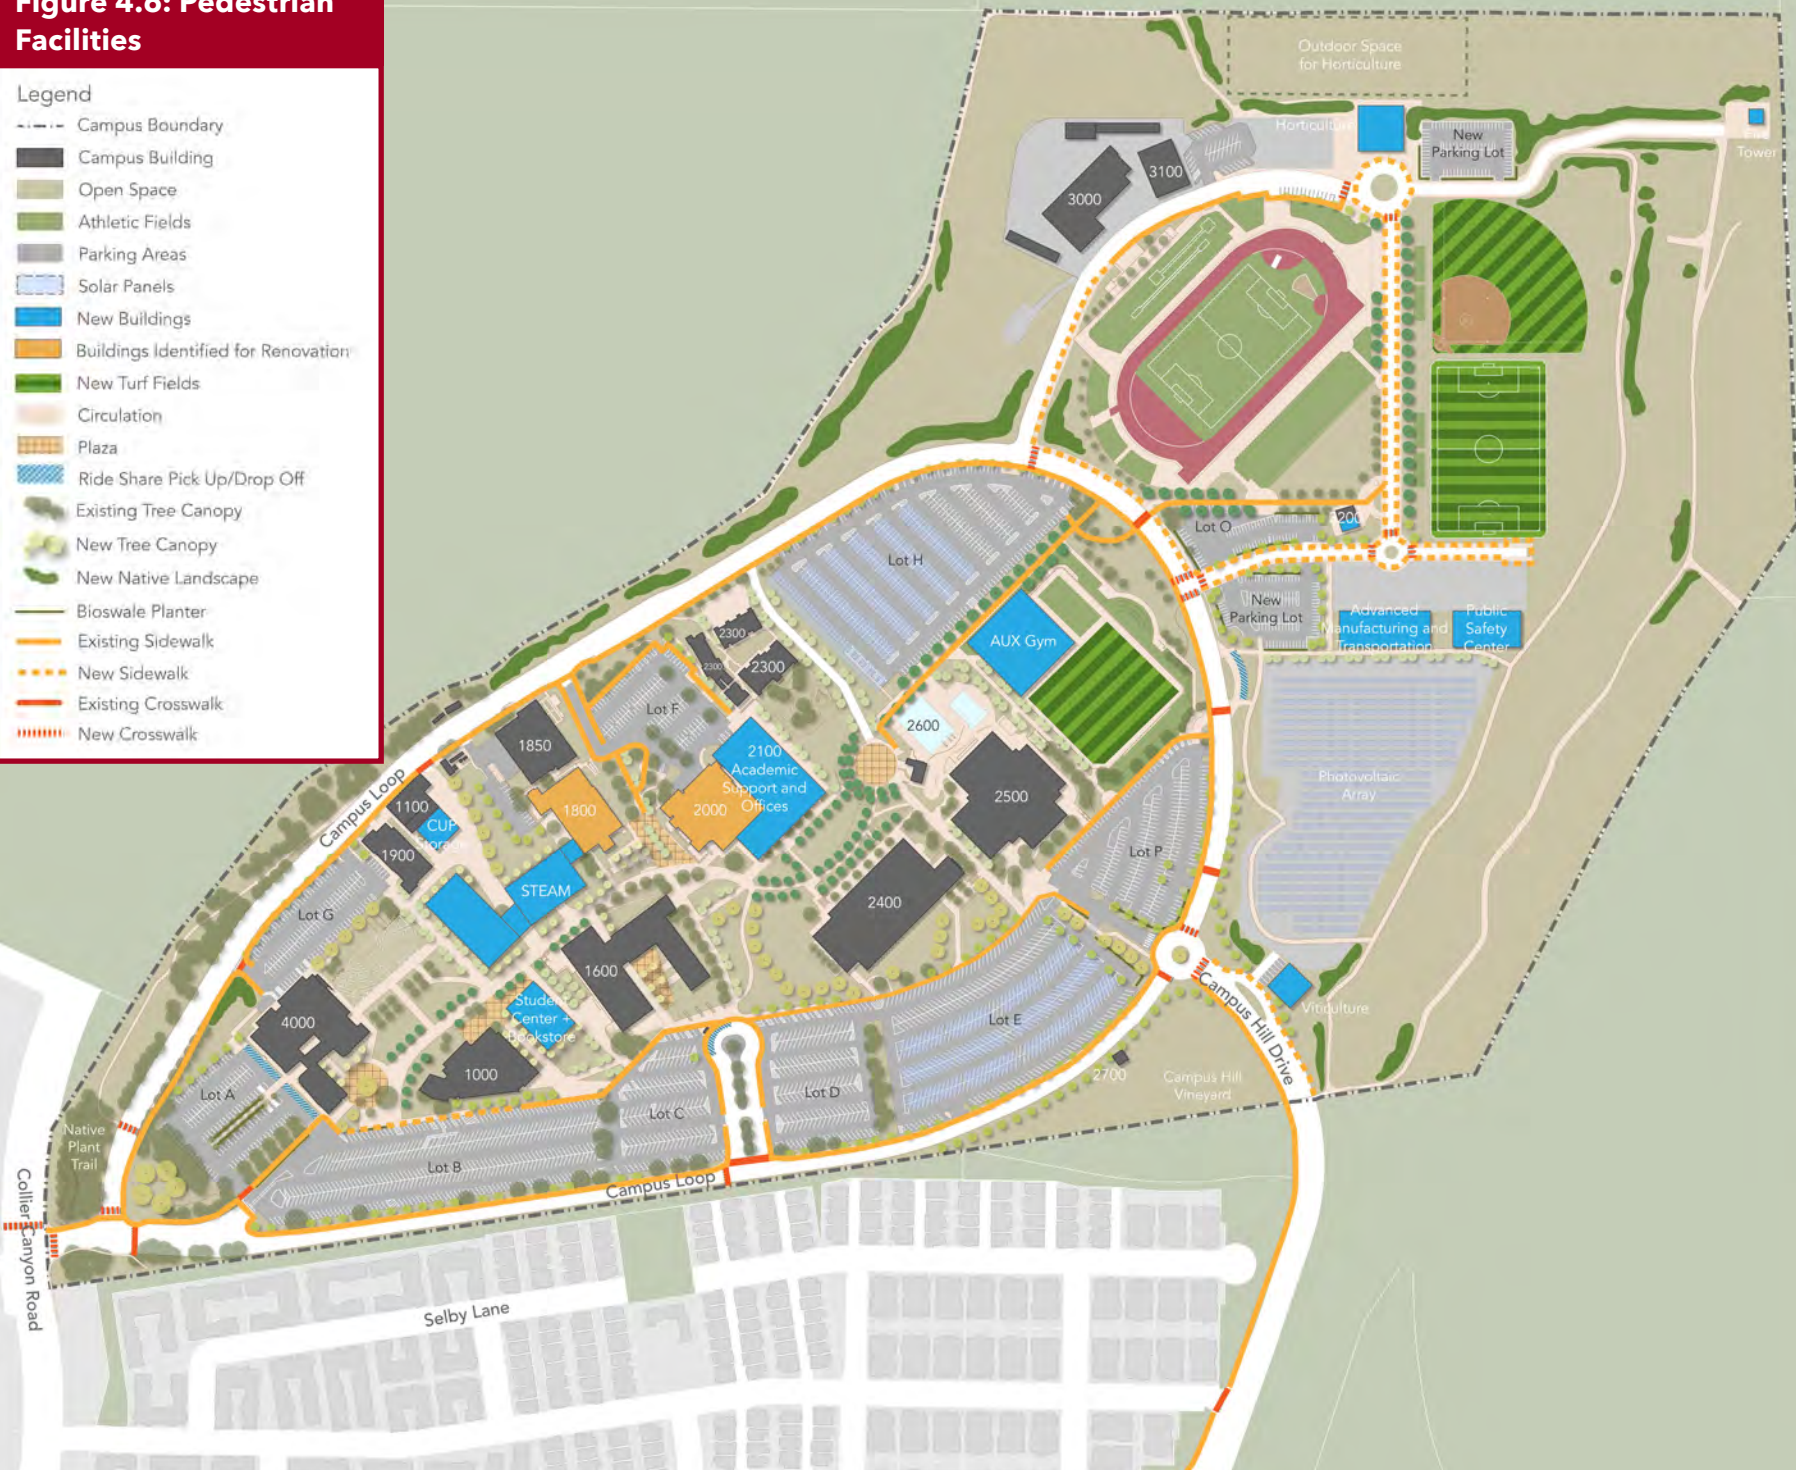 Figure 4.6: Pedestrian
Facilities
Legend
Campus Boundary
Campus Building
Open Space
Athletic Fields
Parking Areas
Solar Panels
New Buildings
Buildings Identified for Renovation
New Turf Fields
Circulation
Plaza
Ride Share Pick Up/Drop Off
Existing Tree Canopy
New Tree Canopy
New Native Landscape
Bioswale Planter
Existing Sidewalk
New Sidewalk
Existing Crosswalk
New Crosswalk
Outdoor Space
for Horticulture
Horticulture
New
Parking Lot
Tower
3100
3000
Lot O
3200
Lot H
New
Parking Lot
Advanced
Manufacturing and
Transportation
Public
Safety
Center
AUX Gym
2300
2300
2300
Lot F
2600
1850
2100
Academic
Support and
Offices
Photovoltaic
Array
2500
1800
2000
Campus Loop
1100
CUP
Storage
1900
Lot P
STEAM
2400
Lot G
1600
Student
Center +
Bookstore
4000
Lot E
Campus Hill Drive
Viticulture
1000
2700
Campus Hill
Vineyard
Lot A
Lot D
Lot C
Native
Plant
Trail
Lot B
Campus Loop
Collier Canyon Road
Selby Lane